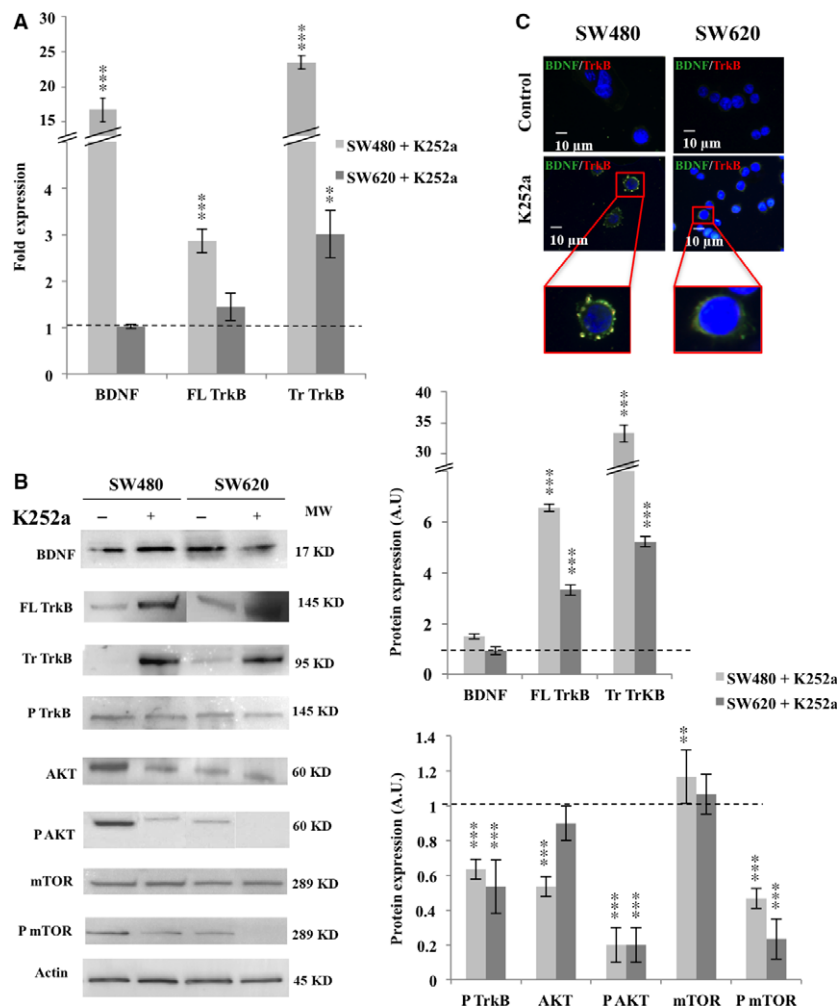 A
Fold expression
30
25
20
15
4
3
2
1
0
***
***
***
**
SW480 + K252a
SW620 + K252a
BDNF
FL TrkB
Tr TrkB
C
SW480
SW620
Control
K252a
BDNF/TrkB
10 µm
BDNF/TrkB
10 µm
BDNF/TrkB
10 µm
BDNF/TrkB
10 µm
B
SW480
SW620
K252a
–
+
–
+
MW
BDNF
17 KD
FL TrkB
145 KD
Tr TrkB
95 KD
P TrkB
145 KD
AKT
60 KD
P AKT
60 KD
mTOR
289 KD
P mTOR
289 KD
Actin
45 KD
Protein expression (A.U)
40
35
30
6
4
2
0
***
***
***
***
BDNF
FL TrkB
Tr TrKB
SW480 + K252a
SW620 + K252a
Protein expression (A.U.)
1.4
1.2
1
0.8
0.6
0.4
0.2
0
***
***
***
***
***
**
***
***
P TrkB
AKT
P AKT
mTOR
P mTOR